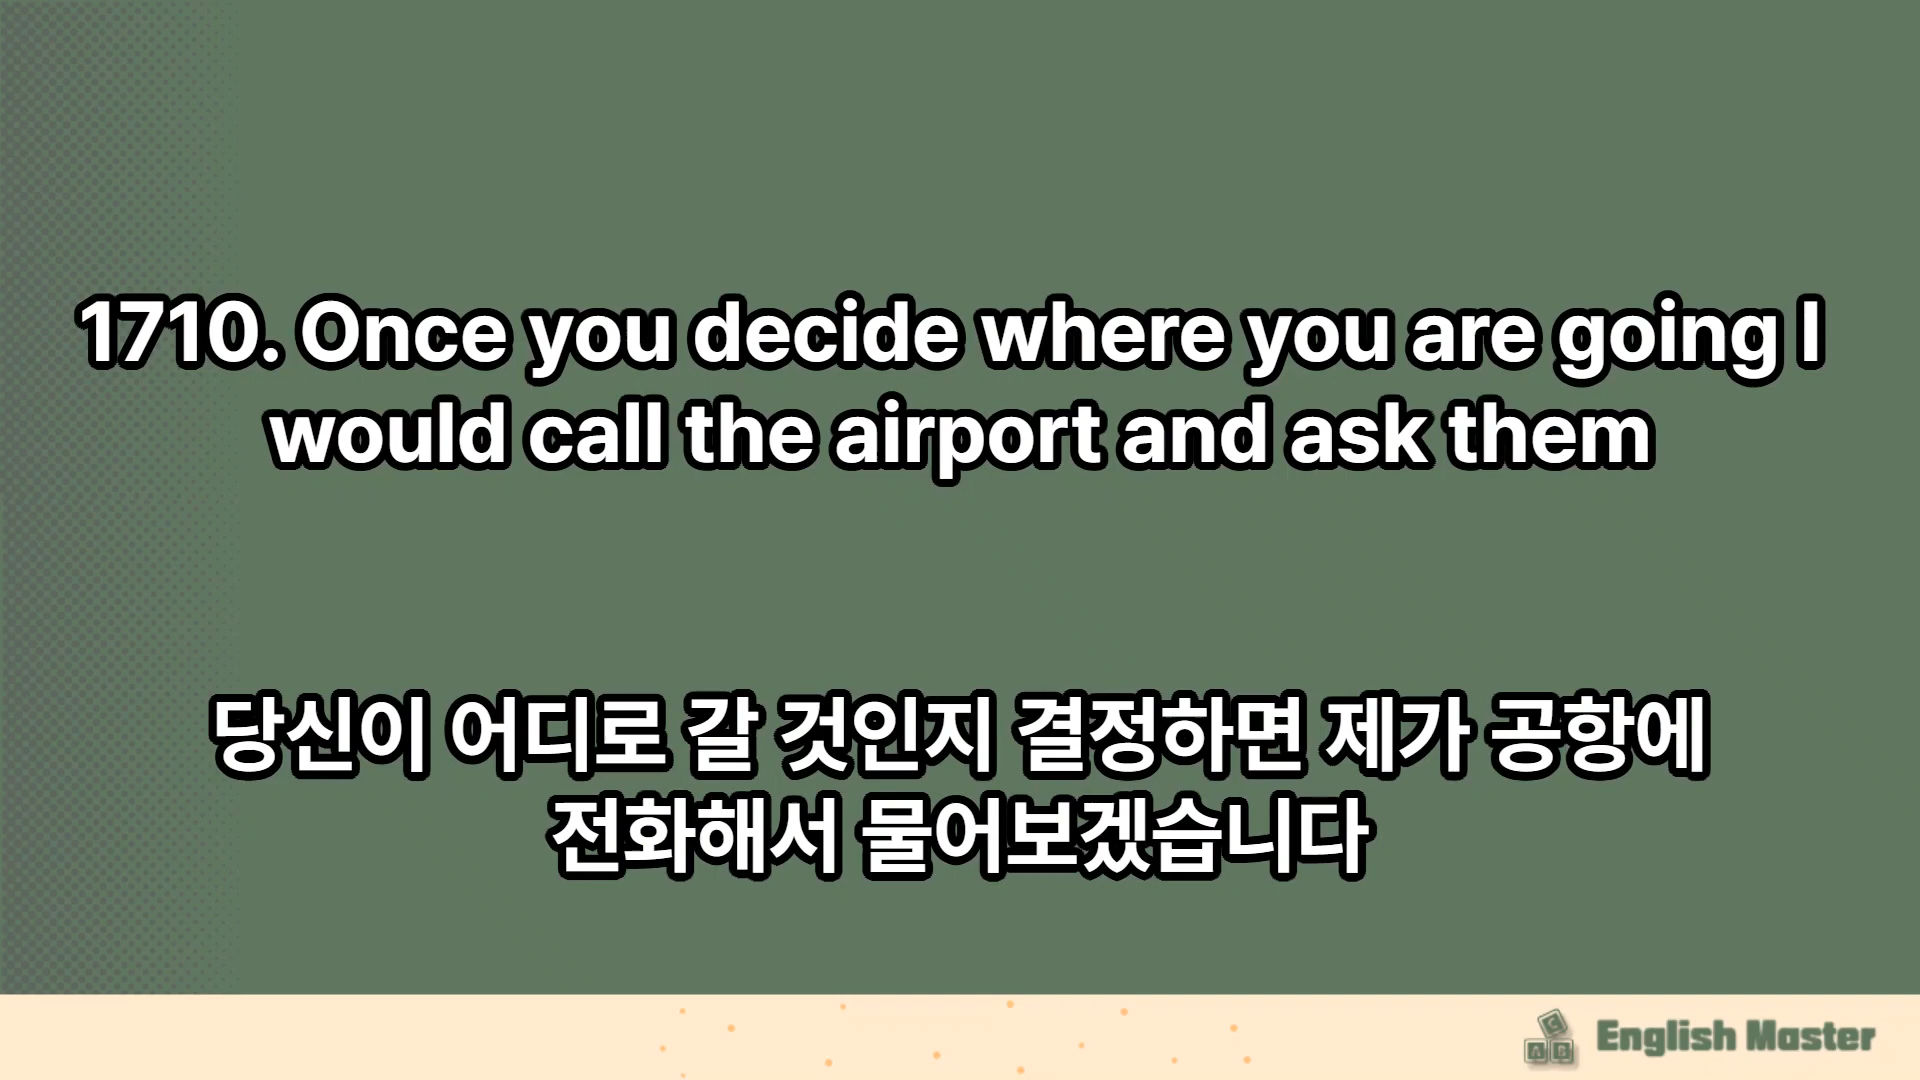 1710. Once you decide where you are going I
would call the airport and ask them
당신이 어디로 갈 것인지 결정하면 제가 공항에
전화해서 물어보겠습니다
C
A B
English Master